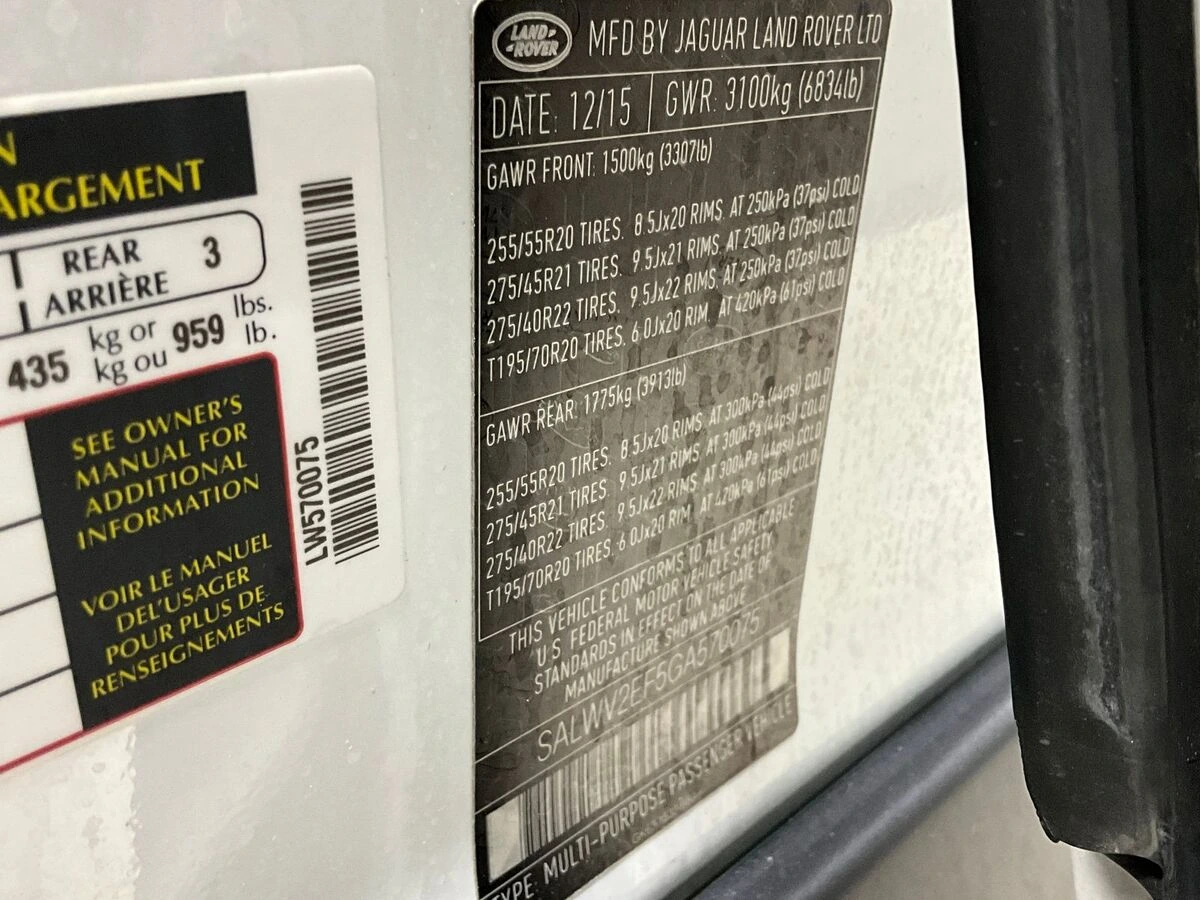 N
ARGEMENT
REAR 3
ARRIÈRE
435 kg or 959 lbs.
kg ou lb.
SEE OWNER'S
MANUAL FOR
ADDITIONAL
INFORMATION
VOIR LE MANUEL
DEL'USAGER
POUR PLUS DE
RENSEIGNEMENTS
LW570075
LAND-
-ROVER
MFD BY JAGUAR LAND ROVER LTD
DATE: 12/15 GWR: 3100kg (6834lb)
GAWR FRONT: 1500kg (3307lb)
255/55R20 TIRES. 8.5Jx20 RIMS. AT 250kPa (37psi) COLD
275/45R21 TIRES. 9.5Jx21 RIMS. AT 250kPa (37psi) COLD
275/40R22 TIRES. 9.5Jx22 RIMS. AT 250kPa (37psi) COLD
T195/70R20 TIRES. 6.0Jx20 RIM. AT 420kPa (61psi) COLD
GAWR REAR: 1775kg (3913lb)
255/55R20 TIRES. 8.5Jx20 RIMS. AT 300kPa (44psi) COLD
275/45R21 TIRES. 9.5Jx21 RIMS. AT 300kPa (44psi) COLD
275/40R22 TIRES. 9.5Jx22 RIMS. AT 300kPa (44psi) COLD
T195/70R20 TIRES. 6.0Jx20 RIM. AT 420kPa (61psi) COLD
THIS VEHICLE CONFORMS TO ALL APPLICABLE
U.S. FEDERAL MOTOR VEHICLE SAFETY
STANDARDS IN EFFECT ON THE DATE OF
MANUFACTURE SHOWN ABOVE
SALWV2EF5GA570075
TYPE: MULTI-PURPOSE PASSENGER VEHICLE